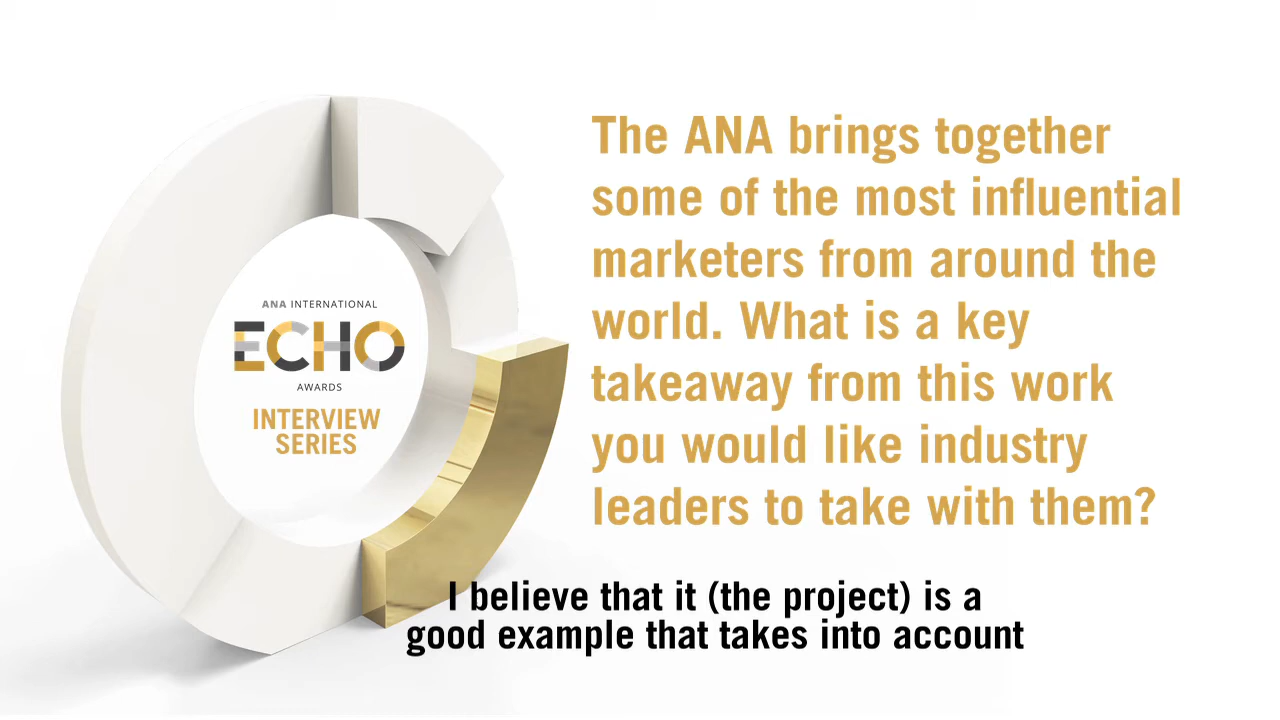 ANA INTERNATIONAL
ECHO
AWARDS
INTERVIEW
SERIES
The ANA brings together
some of the most influential
marketers from around the
world. What is a key
takeaway from this work
you would like industry
leaders to take with them?
I believe that it (the project) is a
good example that takes into account